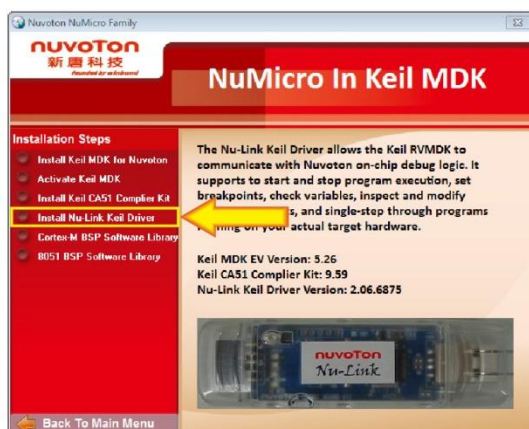 Nuvoton NuMicro Family
nuvoTon
新唐科技
Founded by winbond
NuMicro In Keil MDK
Installation Steps
Install Keil MDK for Nuvoton
Activate Keil MDK
Install Keil CA51 Complier Kit
Install Nu-Link Keil Driver
Cortex-M BSP Software Library
8051 BSP Software Library
Back To Main Menu
The Nu-Link Keil Driver allows the Keil RVMDK to
communicate with Nuvoton on-chip debug logic. It
supports to start and stop program execution, set
breakpoints, check variables, inspect and modify
s, and single-step through programs
on your actual target hardware.
Keil MDK EV Version: 5.26
Keil CA51 Complier Kit: 9.59
Nu-Link Keil Driver Version: 2.06.6875
nuvoTon
Nu-Link